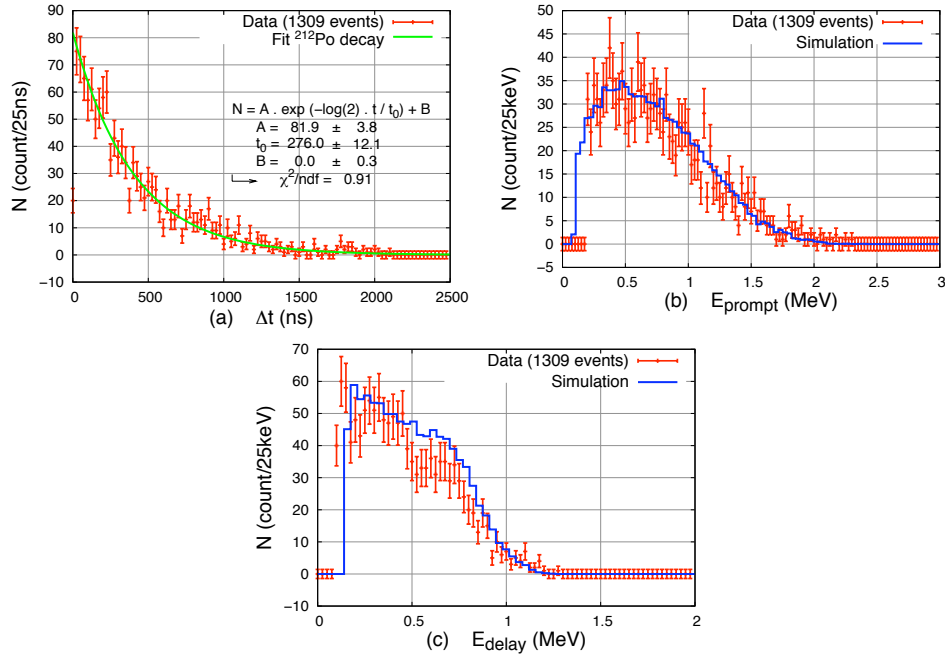 Data (1309 events)
Fit ²¹²Po decay
N = A . exp (−log(2) . t / t₀) + B
A = 81.9 ± 3.8
t₀ = 276.0 ± 12.1
B = 0.0 ± 0.3
χ²/ndf = 0.91
N (count/25ns)
90
80
70
60
50
40
30
20
10
0
−10
0 500 1000 1500 2000 2500
(a) Δt (ns)
Data (1309 events)
Simulation
N (count/25keV)
50
45
40
35
30
25
20
15
10
5
0
−5
0 0.5 1 1.5 2 2.5 3
(b) E_prompt (MeV)
Data (1309 events)
Simulation
N (count/25keV)
70
60
50
40
30
20
10
0
−10
0 0.5 1 1.5 2
(c) E_delay (MeV)